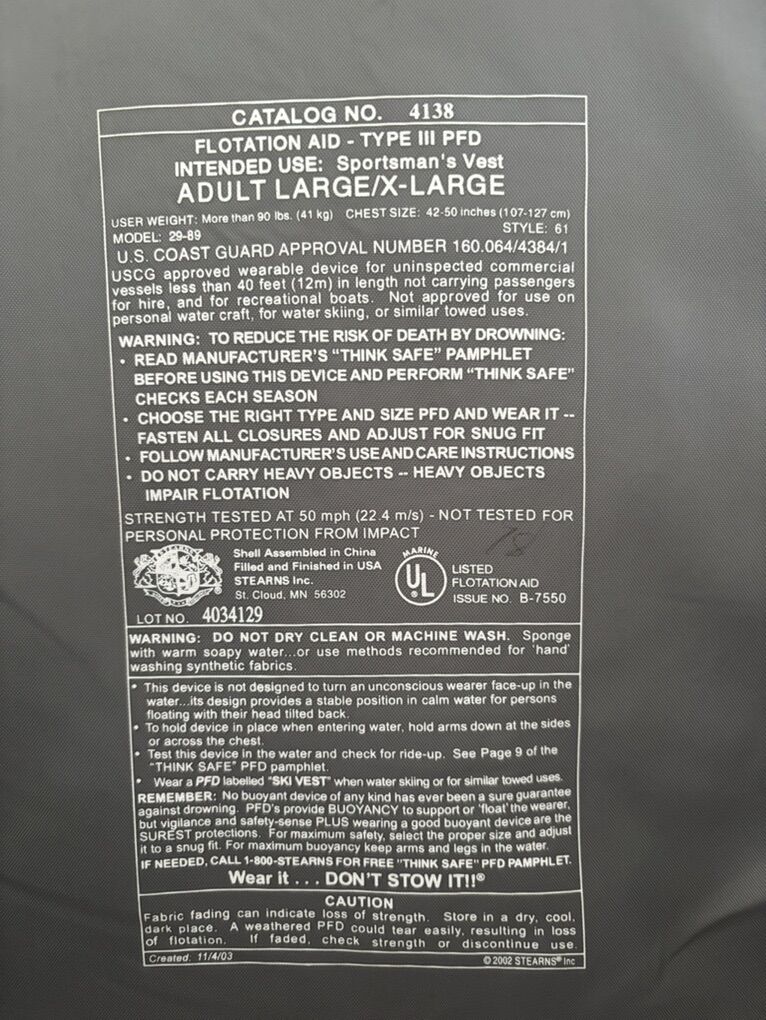 CATALOG NO. 4138
FLOTATION AID - TYPE III PFD
INTENDED USE: Sportsman's Vest
ADULT LARGE/X-LARGE
USER WEIGHT: More than 90 lbs. (41 kg) CHEST SIZE: 42-50 inches (107-127 cm)
MODEL: 29-89 STYLE: 61
U.S. COAST GUARD APPROVAL NUMBER 160.064/4384/1
USCG approved wearable device for uninspected commercial
vessels less than 40 feet (12m) in length not carrying passengers
for hire, and for recreational boats. Not approved for use on
personal water craft, for water skiing, or similar towed uses.
WARNING: TO REDUCE THE RISK OF DEATH BY DROWNING:
• READ MANUFACTURER'S "THINK SAFE" PAMPHLET
BEFORE USING THIS DEVICE AND PERFORM "THINK SAFE"
CHECKS EACH SEASON
• CHOOSE THE RIGHT TYPE AND SIZE PFD AND WEAR IT --
FASTEN ALL CLOSURES AND ADJUST FOR SNUG FIT
• FOLLOW MANUFACTURER'S USE AND CARE INSTRUCTIONS
• DO NOT CARRY HEAVY OBJECTS -- HEAVY OBJECTS
IMPAIR FLOTATION
STRENGTH TESTED AT 50 mph (22.4 m/s) - NOT TESTED FOR
PERSONAL PROTECTION FROM IMPACT
18
Shell Assembled in China
Filled and Finished in USA
STEARNS Inc.
St. Cloud, MN 56302
MARINE
UL
®
LISTED
FLOTATION AID
ISSUE NO. B-7550
LOT NO. 4034129
WARNING: DO NOT DRY CLEAN OR MACHINE WASH. Sponge
with warm soapy water...or use methods recommended for 'hand'
washing synthetic fabrics.
• This device is not designed to turn an unconscious wearer face-up in the
water...its design provides a stable position in calm water for persons
floating with their head tilted back.
• To hold device in place when entering water, hold arms down at the sides
or across the chest.
• Test this device in the water and check for ride-up. See Page 9 of the
"THINK SAFE" PFD pamphlet.
• Wear a PFD labelled "SKI VEST" when water skiing or for similar towed uses.
REMEMBER: No buoyant device of any kind has ever been a sure guarantee
against drowning. PFD's provide BUOYANCY to support or 'float' the wearer,
but vigilance and safety-sense PLUS wearing a good buoyant device are the
SUREST protections. For maximum safety, select the proper size and adjust
it to a snug fit. For maximum buoyancy keep arms and legs in the water.
IF NEEDED, CALL 1-800-STEARNS FOR FREE "THINK SAFE" PFD PAMPHLET.
Wear it . . . DON'T STOW IT!!®
CAUTION
Fabric fading can indicate loss of strength. Store in a dry, cool,
dark place. A weathered PFD could tear easily, resulting in loss
of flotation. If faded, check strength or discontinue use.
Created: 11/4/03 © 2002 STEARNS® Inc